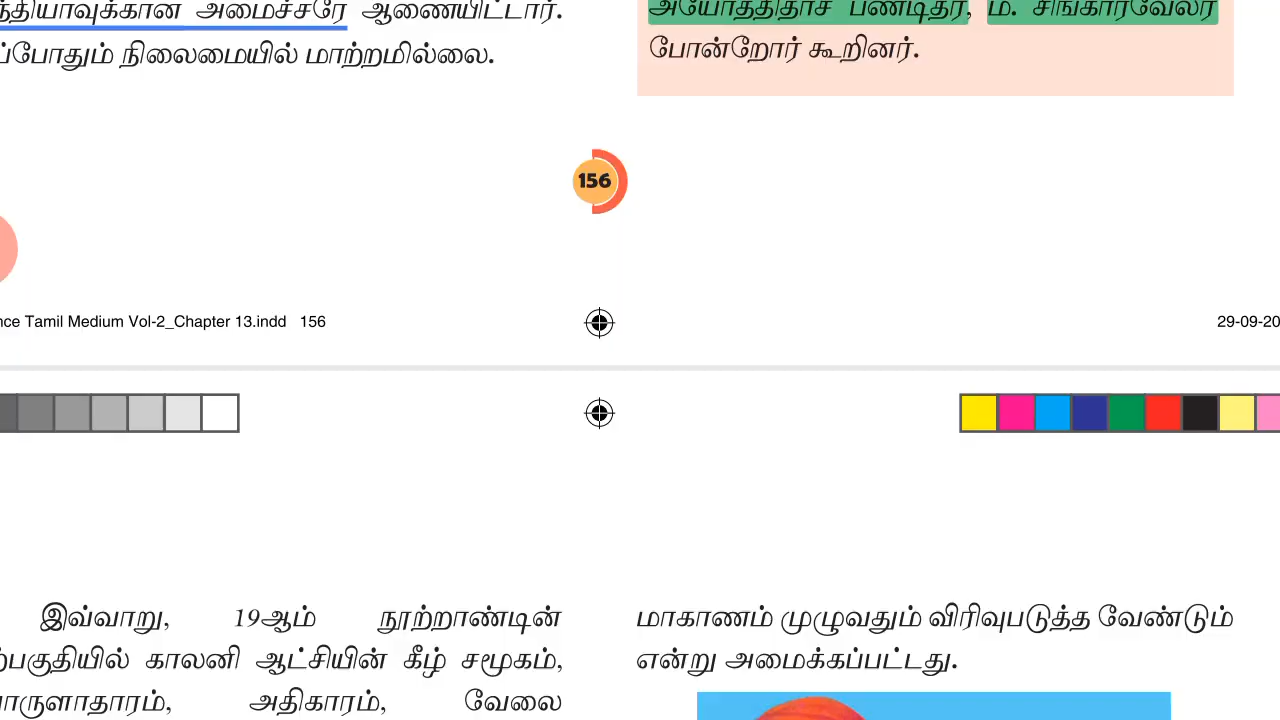 ந்தியாவுக்கான அமைச்சரே ஆணையிட்டார்.
ப்போதும் நிலைமையில் மாற்றமில்லை.
அயோத்திதாச பண்டிதர், ம. சிங்காரவேலர்
போன்றோர் கூறினர்.
156
nce Tamil Medium Vol-2_Chapter 13.indd 156
29-09-20
இவ்வாறு, 19ஆம் நூற்றாண்டின்
ற்பகுதியில் காலனி ஆட்சியின் கீழ் சமூகம்,
ாருளாதாரம், அதிகாரம், வேலை
மாகாணம் முழுவதும் விரிவுபடுத்த வேண்டும்
என்று அமைக்கப்பட்டது.